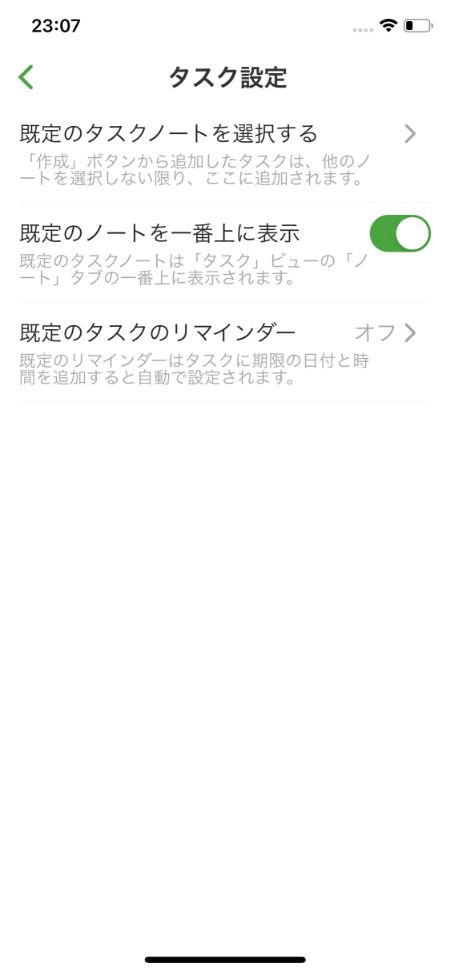 23:07
タスク設定
既定のタスクノートを選択する
「作成」ボタンから追加したタスクは、他のノ
ートを選択しない限り、ここに追加されます。
既定のノートを一番上に表示
既定のタスクノートは「タスク」ビューの「ノ
ート」タブの一番上に表示されます。
既定のタスクのリマインダー オフ
既定のリマインダーはタスクに期限の日付と時
間を追加すると自動で設定されます。